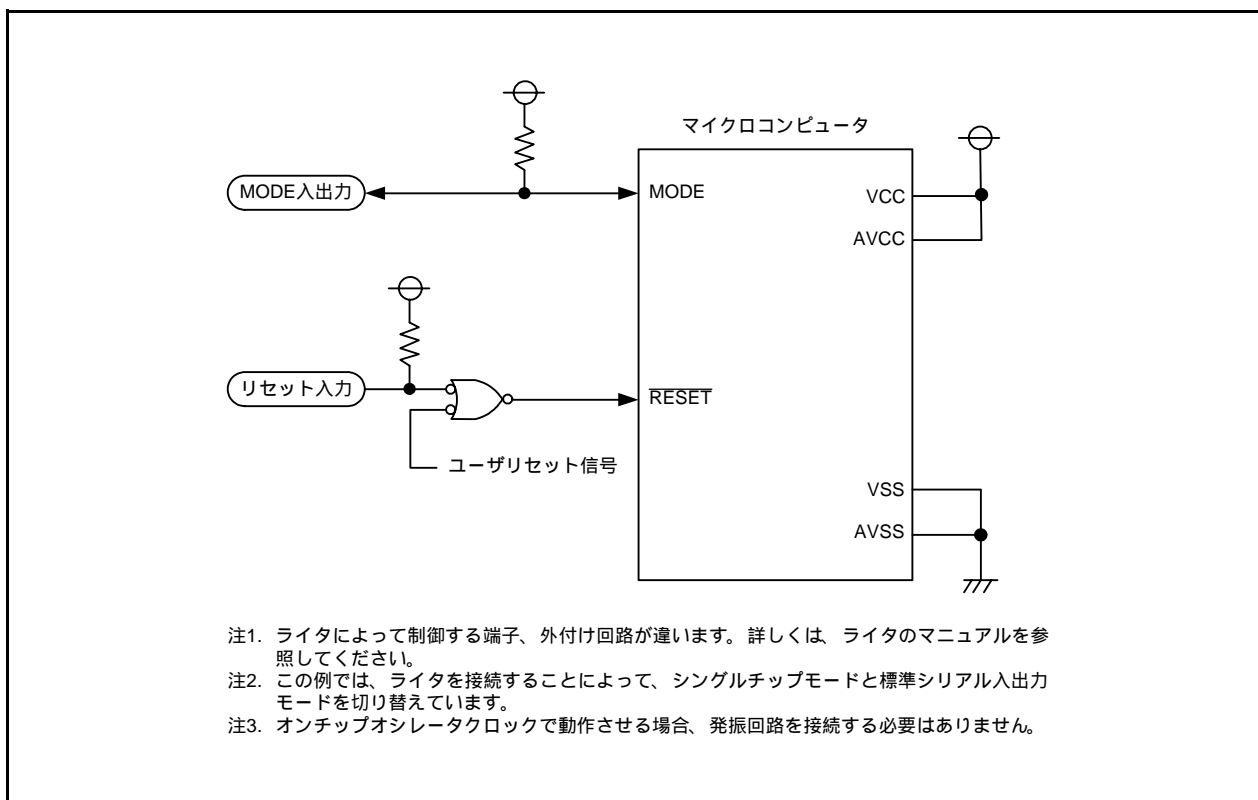 マイクロコンピュータ
MODE入出力
MODE
VCC
AVCC
リセット入力
RESET
ユーザリセット信号
VSS
AVSS
注1. ライタによって制御する端子、外付け回路が違います。詳しくは、ライタのマニュアルを参
照してください。
注2. この例では、ライタを接続することによって、シングルチップモードと標準シリアル入出力
モードを切り替えています。
注3. オンチップオシレータクロックで動作させる場合、発振回路を接続する必要はありません。